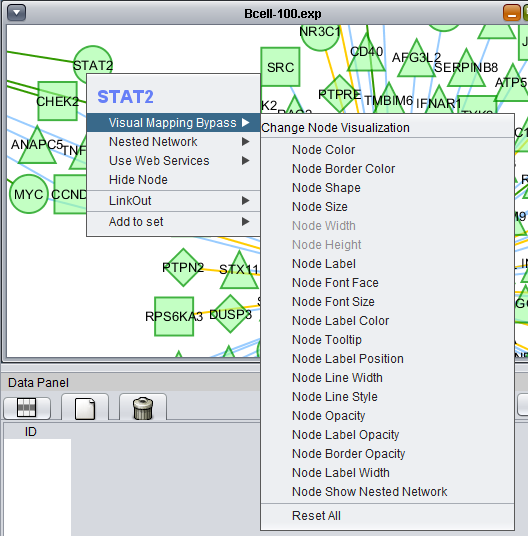 Bcell-100.exp
NR3C1
STAT2
SRC
CD40
AFG3L2
SERPINB8
ATP5
CHEK2
PTPRE
TMBIM6
IFNAR1
STAT2
Visual Mapping Bypass
Nested Network
Use Web Services
Hide Node
LinkOut
Add to set
Change Node Visualization
Node Color
Node Border Color
Node Shape
Node Size
Node Width
Node Height
Node Label
Node Font Face
Node Font Size
Node Label Color
Node Tooltip
Node Label Position
Node Line Width
Node Line Style
Node Opacity
Node Label Opacity
Node Border Opacity
Node Label Width
Node Show Nested Network
Reset All
ANAPC5
TNF
MYC
CCND
PTPN2
STX11
RPS6KA3
DUSP3
Data Panel
ID